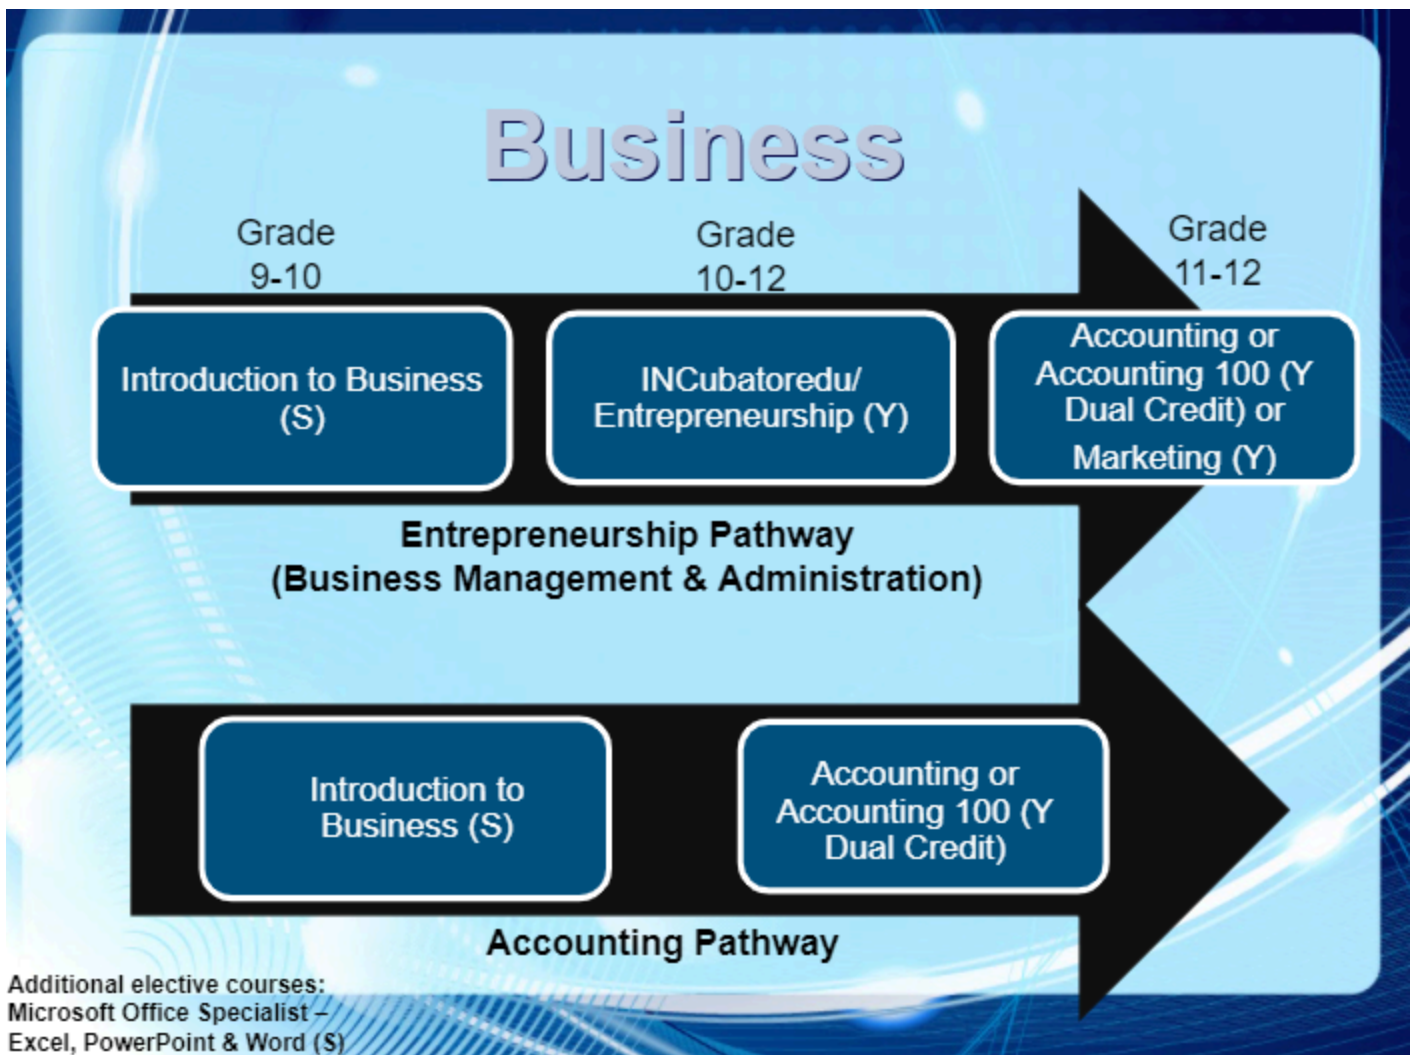 Business
Grade
9-10
Grade
10-12
Grade
11-12
Introduction to Business
(S)
INCubatoredu/
Entrepreneurship (Y)
Accounting or
Accounting 100 (Y
Dual Credit) or
Marketing (Y)
Entrepreneurship Pathway
(Business Management & Administration)
Introduction to
Business (S)
Accounting or
Accounting 100 (Y
Dual Credit)
Accounting Pathway
Additional elective courses:
Microsoft Office Specialist –
Excel, PowerPoint & Word (S)